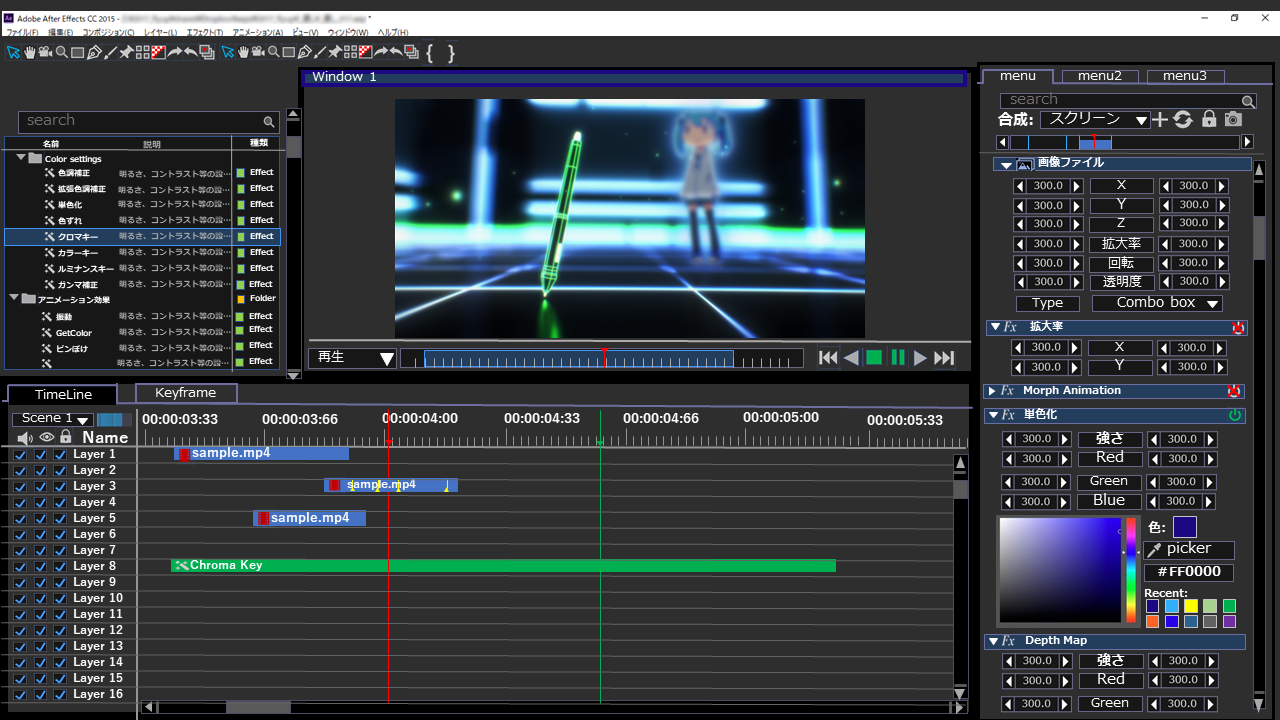 Adobe After Effects CC 2015 -
ファイル(F) 編集(E) コンポジション(C) レイヤー(L) エフェクト(T) アニメーション(A) ビュー(V) ウィンドウ(W) ヘルプ(H)
{ }
search
名前 説明 種類
Color settings
色調補正 明るさ、コントラスト等の設… Effect
拡張色調補正 明るさ、コントラスト等の設… Effect
単色化 明るさ、コントラスト等の設… Effect
色ずれ 明るさ、コントラスト等の設… Effect
クロマキー 明るさ、コントラスト等の設… Effect
カラーキー 明るさ、コントラスト等の設… Effect
ルミナンスキー 明るさ、コントラスト等の設… Effect
ガンマ補正 明るさ、コントラスト等の設… Effect
アニメーション効果 Folder
振動 明るさ、コントラスト等の設… Effect
GetColor 明るさ、コントラスト等の設… Effect
ピンぼけ 明るさ、コントラスト等の設… Effect
明るさ、コントラスト等の設… Effect
Window 1
再生
menu menu2 menu3
search
合成: スクリーン
画像ファイル
300.0 X 300.0
300.0 Y 300.0
300.0 Z 300.0
300.0 拡大率 300.0
300.0 回転 300.0
300.0 透明度 300.0
Type Combo box
Fx 拡大率
300.0 X 300.0
300.0 Y 300.0
Fx Morph Animation
Fx 単色化
300.0 強さ 300.0
300.0 Red 300.0
300.0 Green 300.0
300.0 Blue 300.0
色:
picker
#FF0000
Recent:
Fx Depth Map
300.0 強さ 300.0
300.0 Red 300.0
300.0 Green 300.0
TimeLine Keyframe
Scene 1
00:00:03:33 00:00:03:66 00:00:04:00 00:00:04:33 00:00:04:66 00:00:05:00 00:00:05:33
Name
Layer 1 sample.mp4
Layer 2
Layer 3 sample.mp4
Layer 4
Layer 5 sample.mp4
Layer 6
Layer 7
Layer 8 Chroma Key
Layer 9
Layer 10
Layer 11
Layer 12
Layer 13
Layer 14
Layer 15
Layer 16